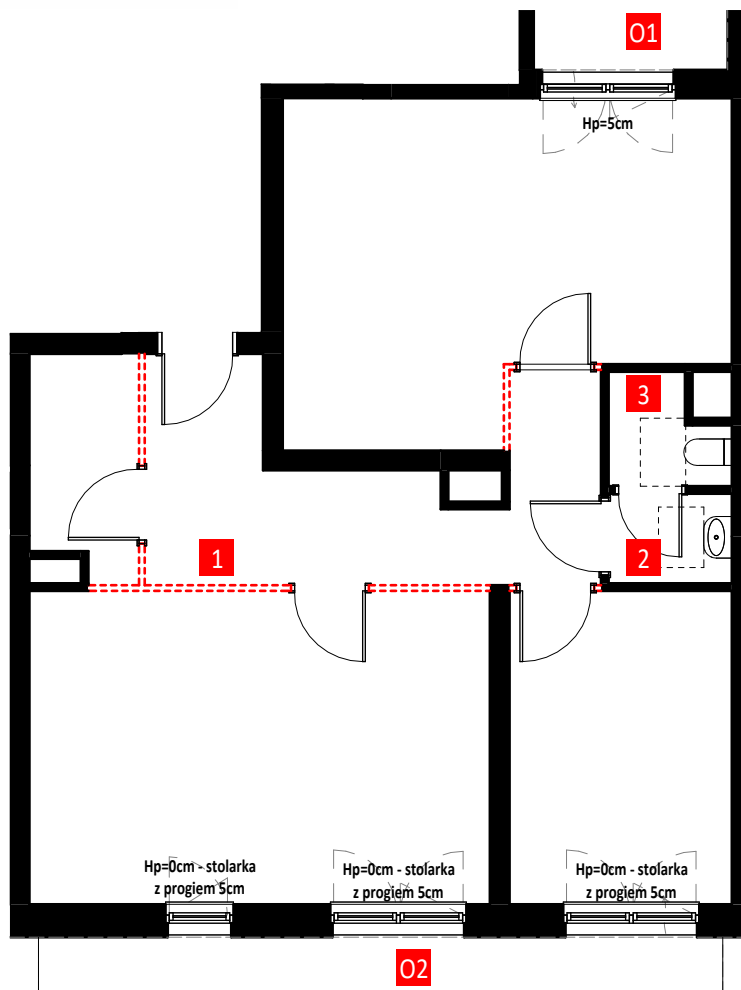 O1
Hp=5cm
3
1
2
Hp=0cm - stolarka
z progiem 5cm
Hp=0cm - stolarka
z progiem 5cm
Hp=0cm - stolarka
z progiem 5cm
O2